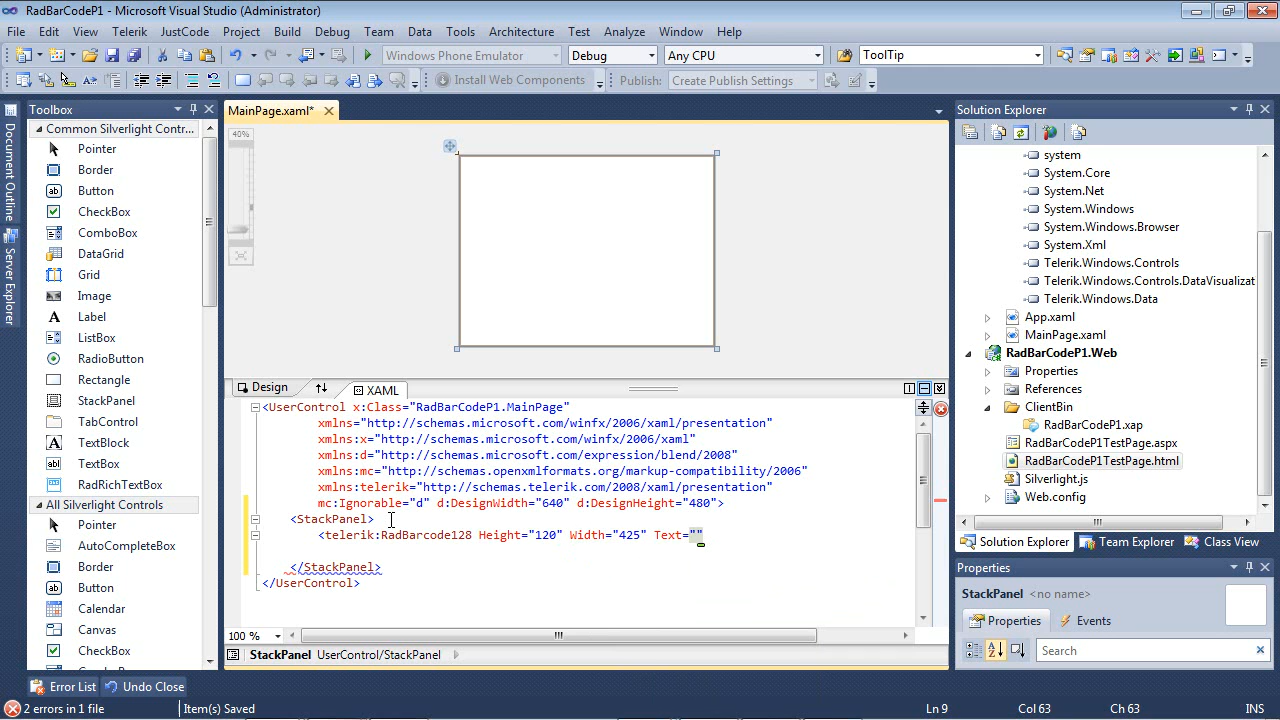 RadBarCodeP1 - Microsoft Visual Studio (Administrator)
File Edit View Telerik JustCode Project Build Debug Team Data Tools Architecture Test Analyze Window Help
Windows Phone Emulator Debug Any CPU ToolTip
Install Web Components Publish: Create Publish Settings
Document Outline
Server Explorer
Toolbox
Common Silverlight Contr...
Pointer
Border
ab Button
CheckBox
ComboBox
DataGrid
Grid
Image
A Label
ListBox
RadioButton
Rectangle
StackPanel
TabControl
TextBlock
ab TextBox
RadRichTextBox
All Silverlight Controls
Pointer
AutoCompleteBox
Border
ab Button
Calendar
Canvas
CheckBox
MainPage.xaml*
40%
Design XAML
<UserControl x:Class="RadBarCodeP1.MainPage"
xmlns="http://schemas.microsoft.com/winfx/2006/xaml/presentation"
xmlns:x="http://schemas.microsoft.com/winfx/2006/xaml"
xmlns:d="http://schemas.microsoft.com/expression/blend/2008"
xmlns:mc="http://schemas.openxmlformats.org/markup-compatibility/2006"
xmlns:telerik="http://schemas.telerik.com/2008/xaml/presentation"
mc:Ignorable="d" d:DesignWidth="640" d:DesignHeight="480">
<StackPanel>
<telerik:RadBarcode128 Height="120" Width="425" Text=""
</StackPanel>
</UserControl>
100 %
StackPanel UserControl/StackPanel
Solution Explorer
system
System.Core
System.Net
System.Windows
System.Windows.Browser
System.Xml
Telerik.Windows.Controls
Telerik.Windows.Controls.DataVisualizat
Telerik.Windows.Data
App.xaml
MainPage.xaml
RadBarCodeP1.Web
Properties
References
ClientBin
RadBarCodeP1.xap
RadBarCodeP1TestPage.aspx
RadBarCodeP1TestPage.html
Silverlight.js
Web.config
Solution Explorer Team Explorer Class View
Properties
StackPanel <no name>
Properties Events
Search
Error List Undo Close
2 errors in 1 file Item(s) Saved Ln 9 Col 63 Ch 63 INS